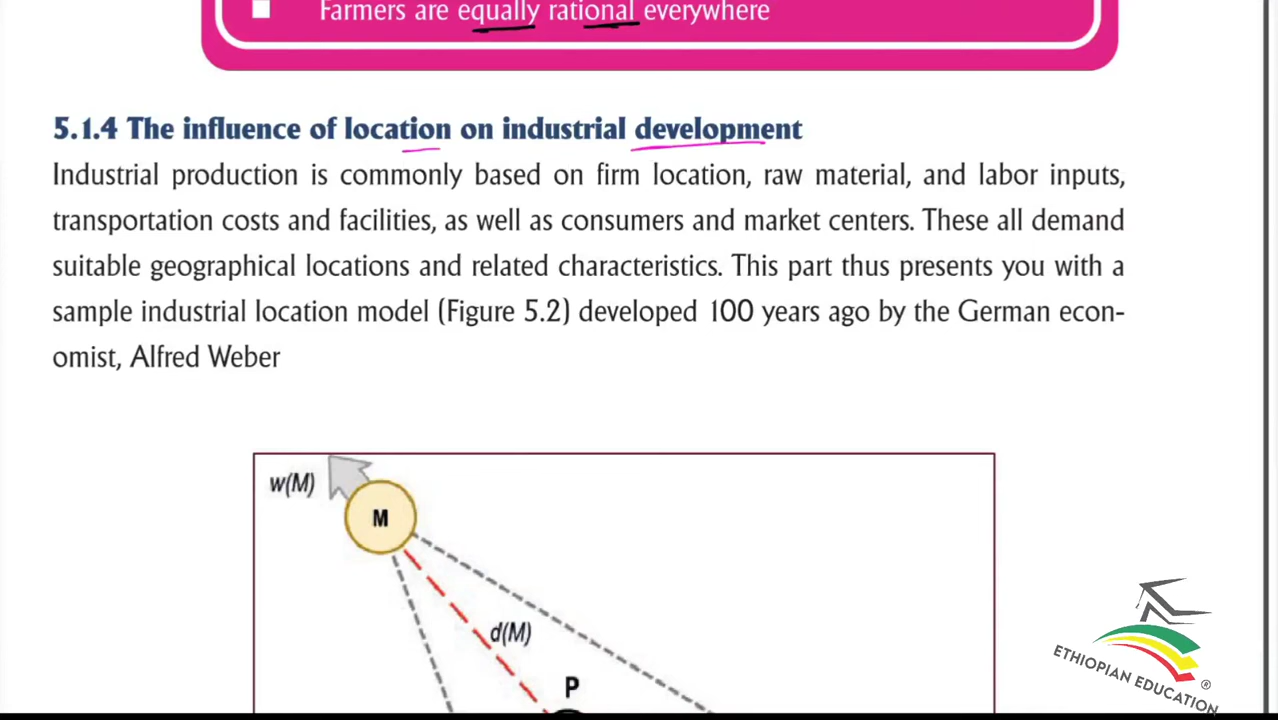 Farmers are equally rational everywhere
5.1.4 The influence of location on industrial development
Industrial production is commonly based on firm location, raw material, and labor inputs,
transportation costs and facilities, as well as consumers and market centers. These all demand
suitable geographical locations and related characteristics. This part thus presents you with a
sample industrial location model (Figure 5.2) developed 100 years ago by the German econ-
omist, Alfred Weber
w(M)
M
d(M)
P
ETHIOPIAN EDUCATION ®